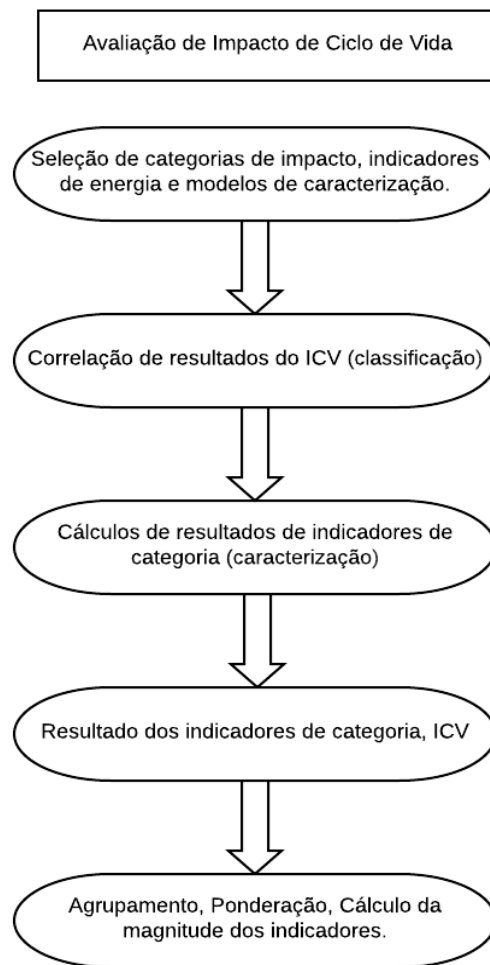 Avaliação de Impacto de Ciclo de Vida
Seleção de categorias de impacto, indicadores
de energia e modelos de caracterização.
Correlação de resultados do ICV (classificação)
Cálculos de resultados de indicadores de
categoria (caracterização)
Resultado dos indicadores de categoria, ICV
Agrupamento, Ponderação, Cálculo da
magnitude dos indicadores.